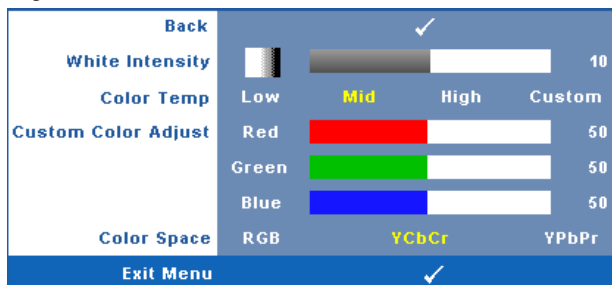 Back
White Intensity 10
Color Temp Low Mid High Custom
Custom Color Adjust Red 50
Green 50
Blue 50
Color Space RGB YCbCr YPbPr
Exit Menu